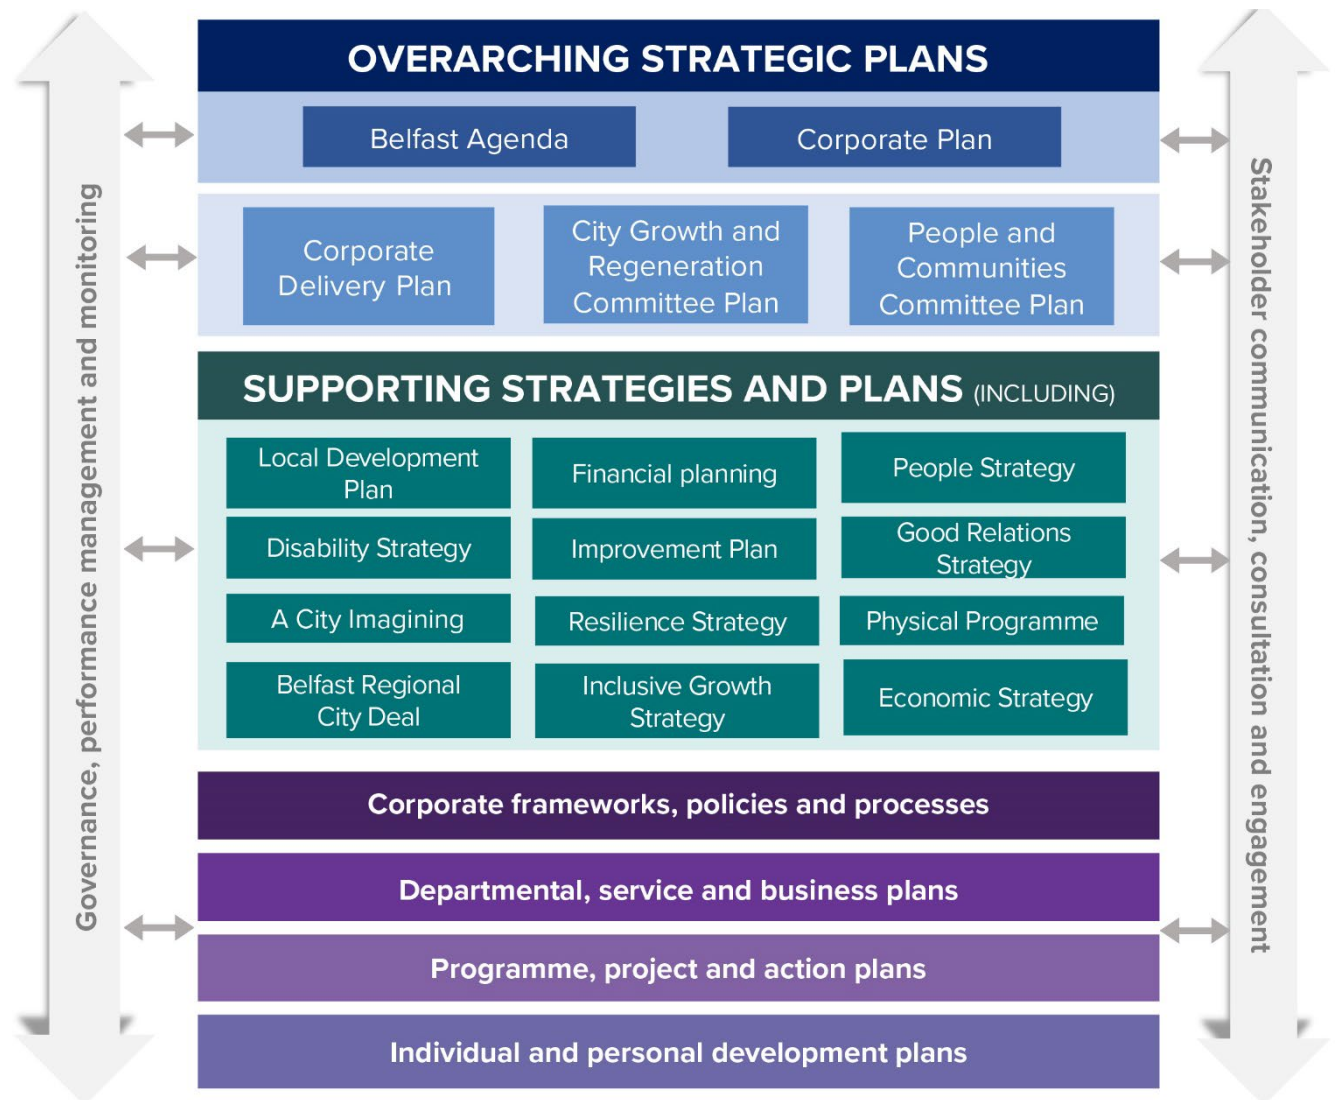 OVERARCHING STRATEGIC PLANS
Belfast Agenda
Corporate Plan
Corporate
Delivery Plan
City Growth and
Regeneration
Committee Plan
People and
Communities
Committee Plan
SUPPORTING STRATEGIES AND PLANS (INCLUDING)
Local Development
Plan
Financial planning
People Strategy
Disability Strategy
Improvement Plan
Good Relations
Strategy
A City Imagining
Resilience Strategy
Physical Programme
Belfast Regional
City Deal
Inclusive Growth
Strategy
Economic Strategy
Corporate frameworks, policies and processes
Departmental, service and business plans
Programme, project and action plans
Individual and personal development plans
Governance, performance management and monitoring
Stakeholder communication, consultation and engagement